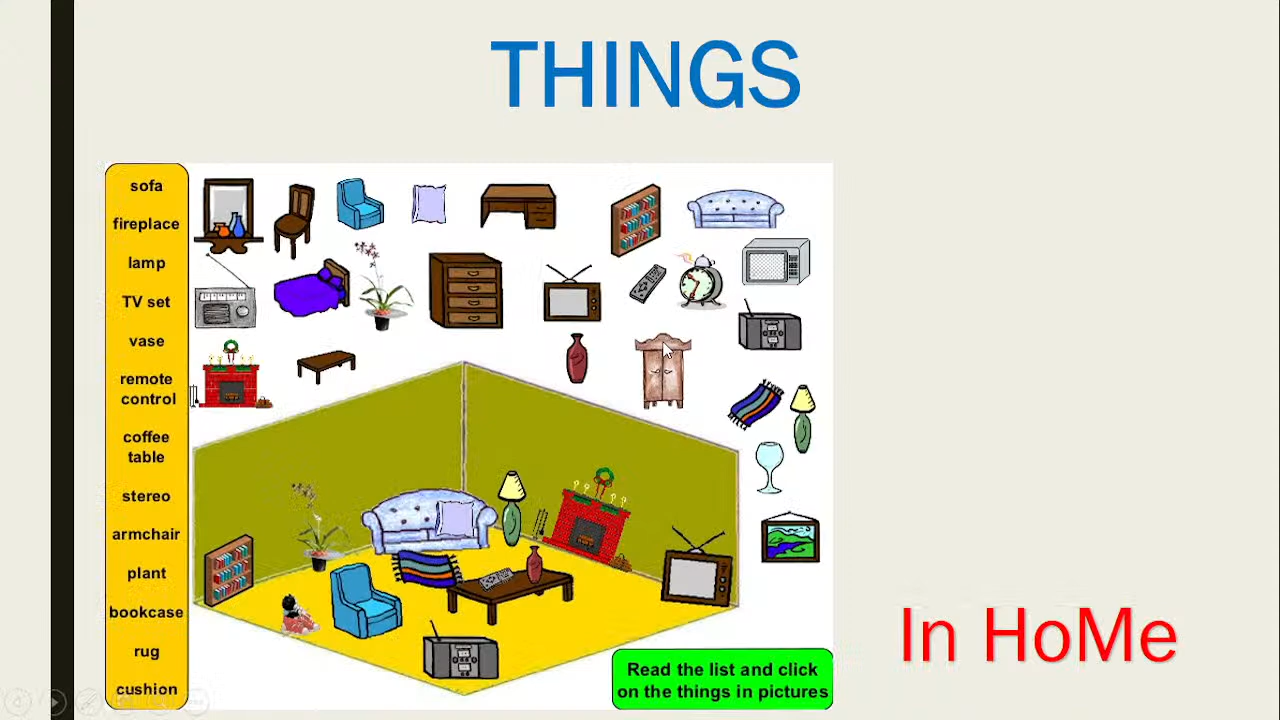 THINGS
sofa
fireplace
lamp
TV set
vase
remote
control
coffee
table
stereo
armchair
plant
bookcase
rug
cushion
Read the list and click
on the things in pictures
In HoMe